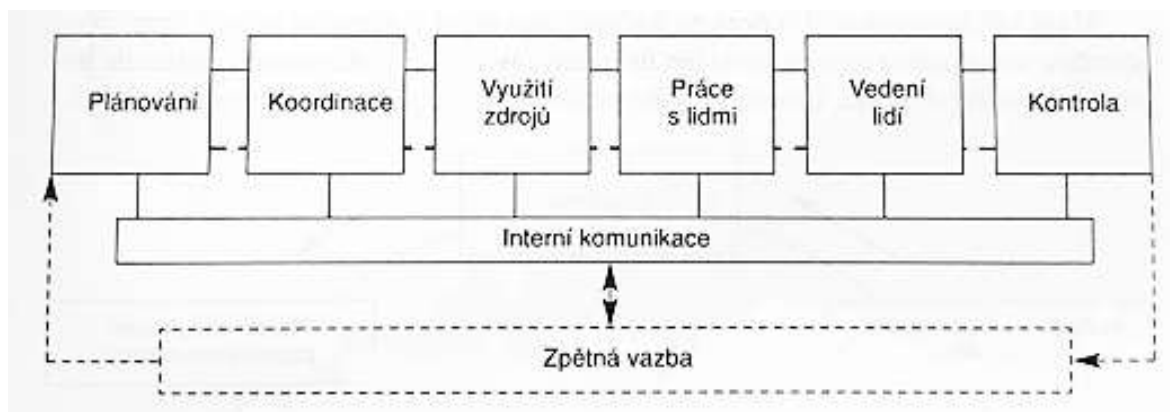 Plánování
Koordinace
Využití
zdrojů
Práce
s lidmi
Vedení
lidí
Kontrola
Interní komunikace
Zpětná vazba